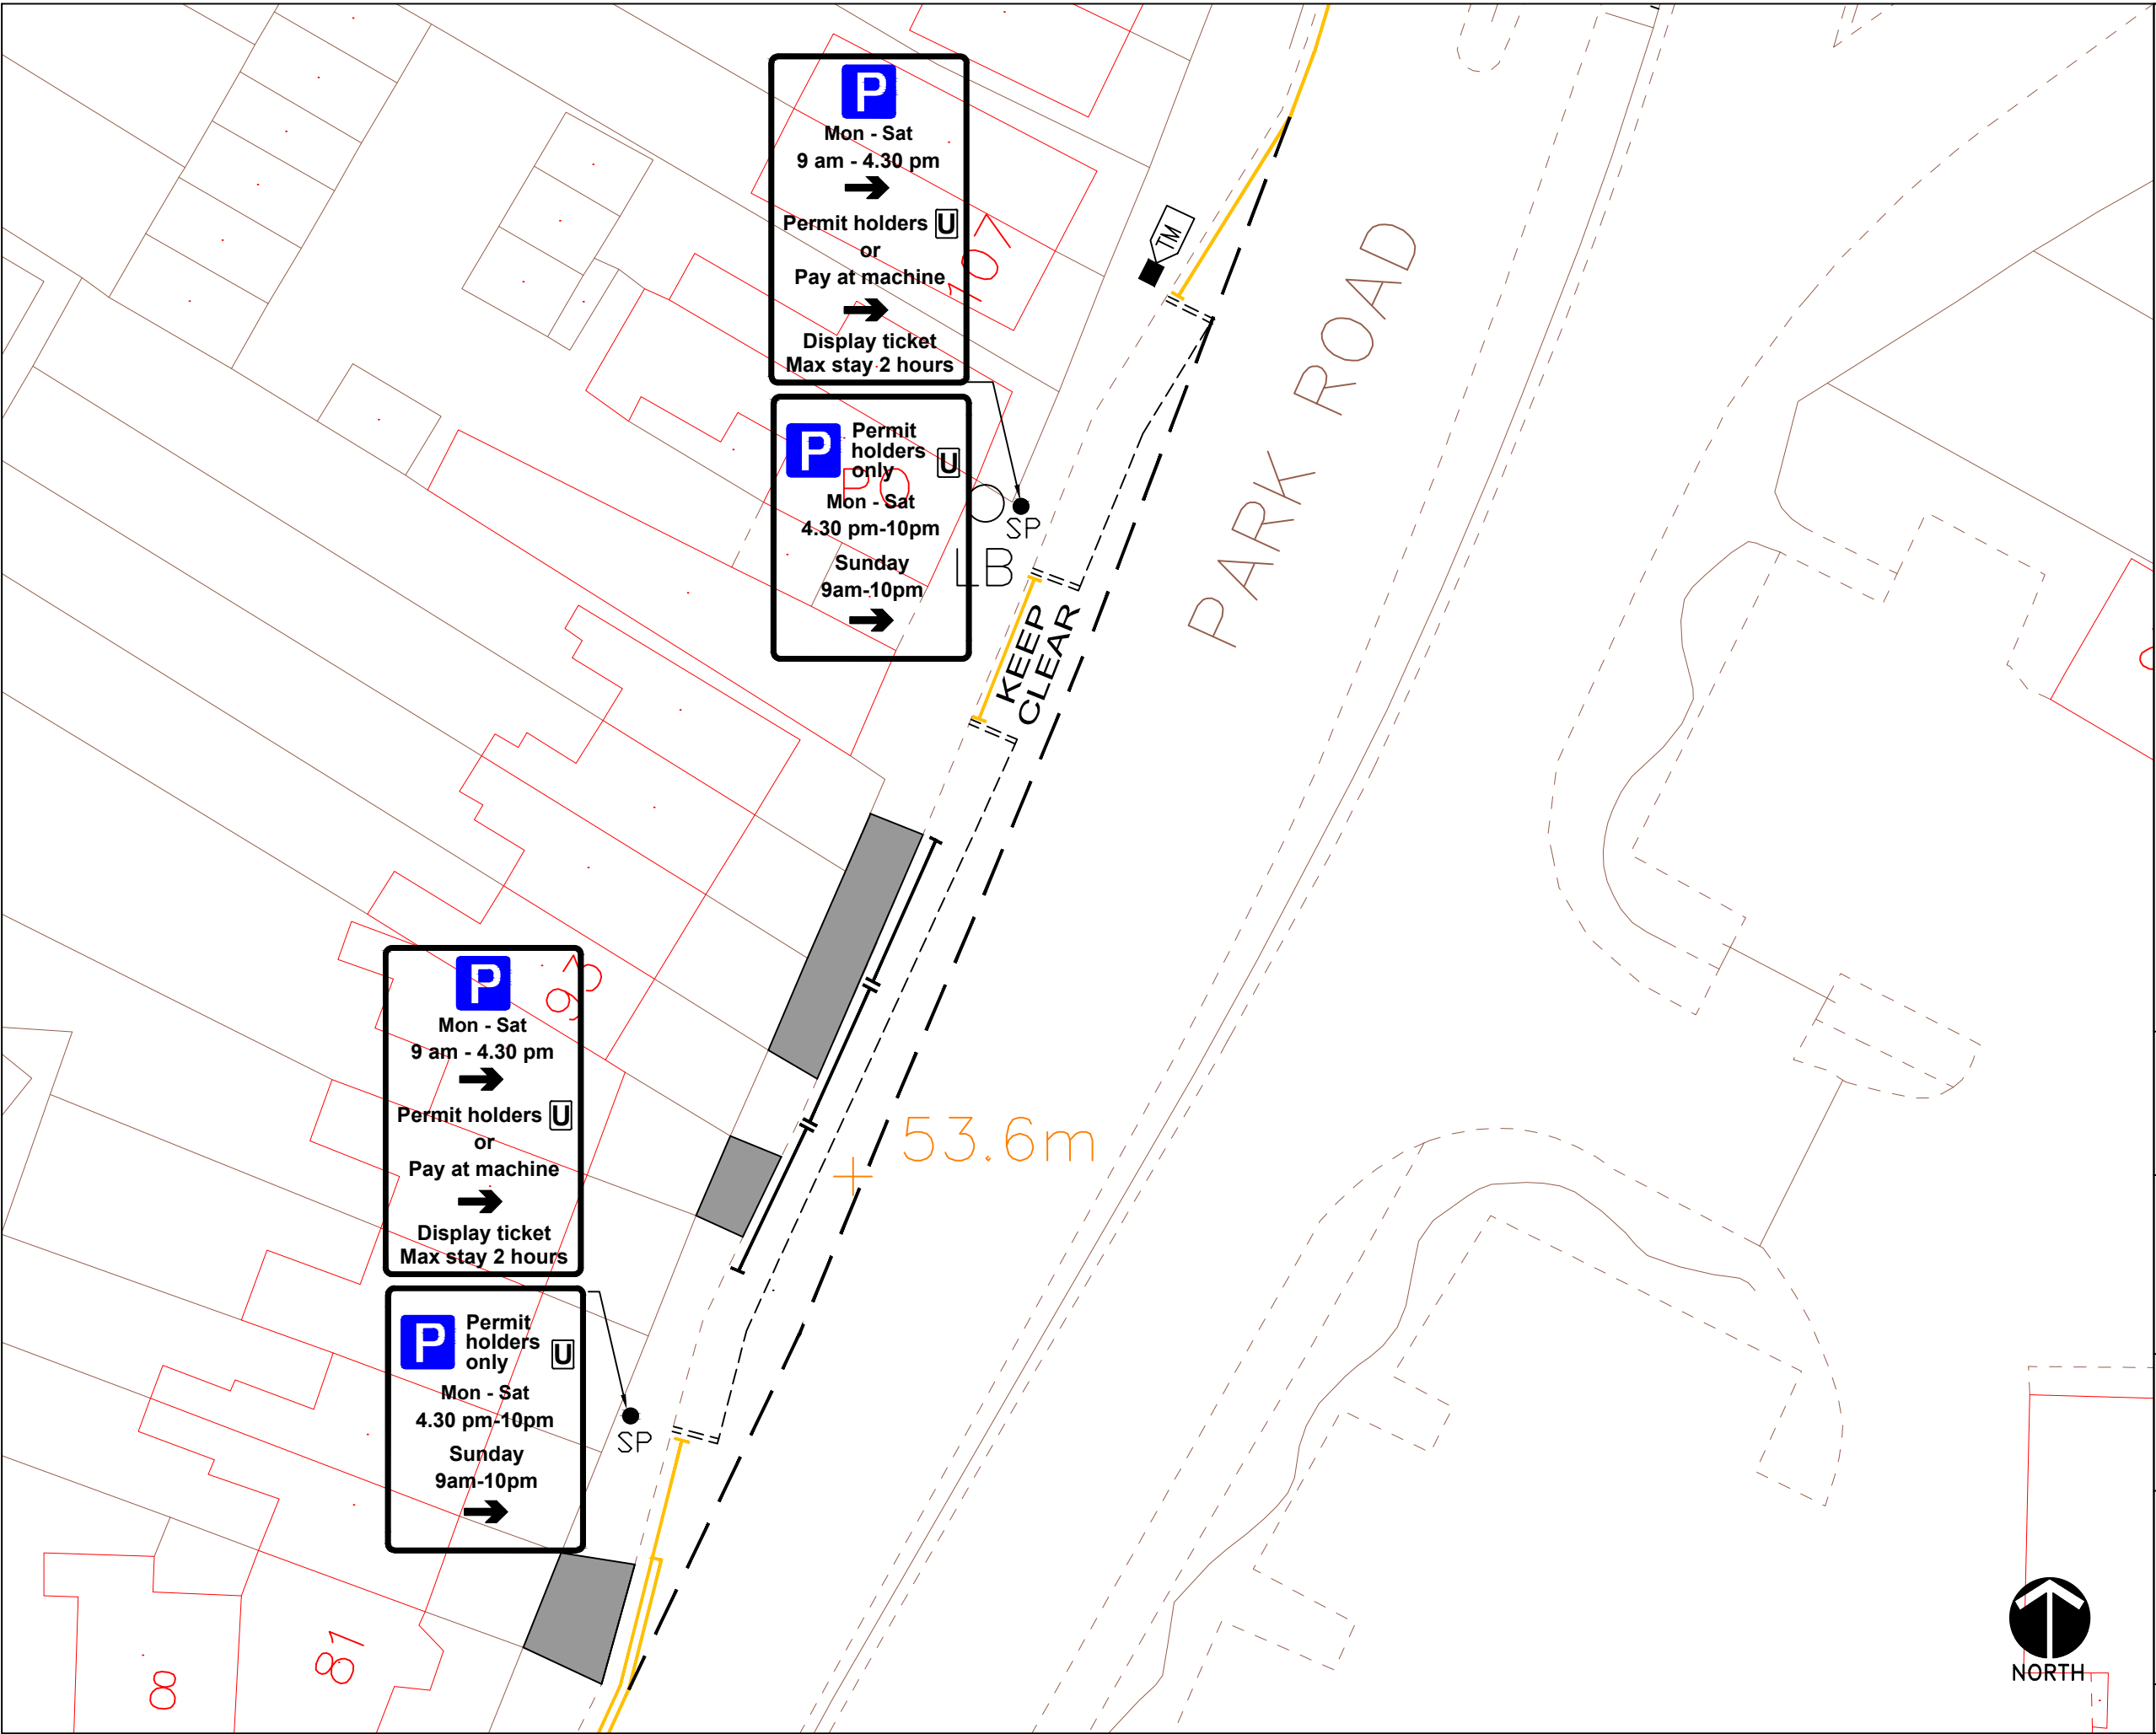 P
Mon - Sat
9 am - 4.30 pm
Permit holders U
or
Pay at machine
Display ticket
Max stay 2 hours
107
TM
PARK ROAD
P Permit
holders
only U
Mon - Sat
4.30 pm-10pm
Sunday
9am-10pm
PO
SP
LB
KEEP
CLEAR
P
Mon - Sat
9 am - 4.30 pm
Permit holders U
or
Pay at machine
Display ticket
Max stay 2 hours
93
53.6m
P Permit
holders
only U
Mon - Sat
4.30 pm-10pm
Sunday
9am-10pm
SP
81
8
NORTH